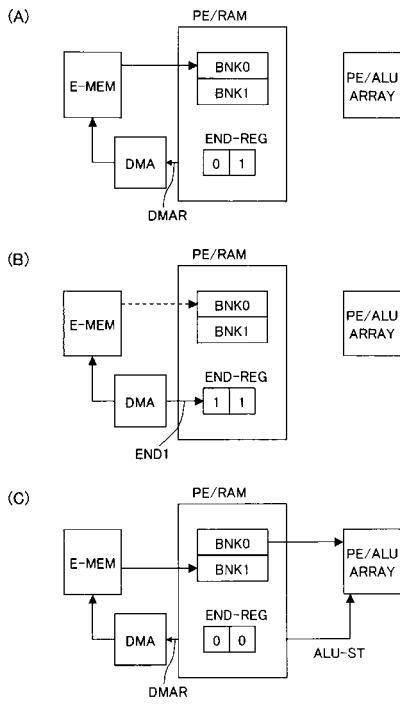 (A)
PE/RAM
E-MEM
BNK0
BNK1
PE/ALU
ARRAY
END-REG
DMA
0 1
DMAR
(B)
PE/RAM
E-MEM
BNK0
BNK1
PE/ALU
ARRAY
END-REG
DMA
1 1
END1
(C)
PE/RAM
E-MEM
BNK0
BNK1
PE/ALU
ARRAY
END-REG
DMA
0 0
ALU-ST
DMAR